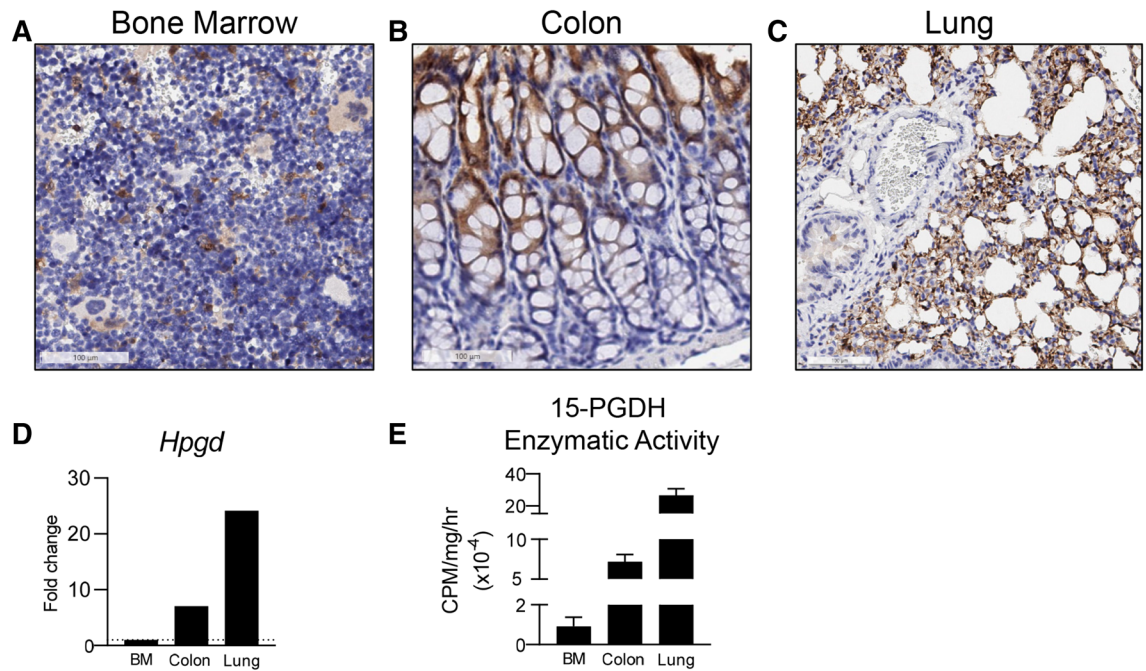 A Bone Marrow
B Colon
C Lung
100 µm
100 µm
D Hpgd
Fold change
30
20
10
0
BM Colon Lung
E 15-PGDH
Enzymatic Activity
CPM/mg/hr
(x10⁻⁴)
40
20
10
5
2
0
BM Colon Lung